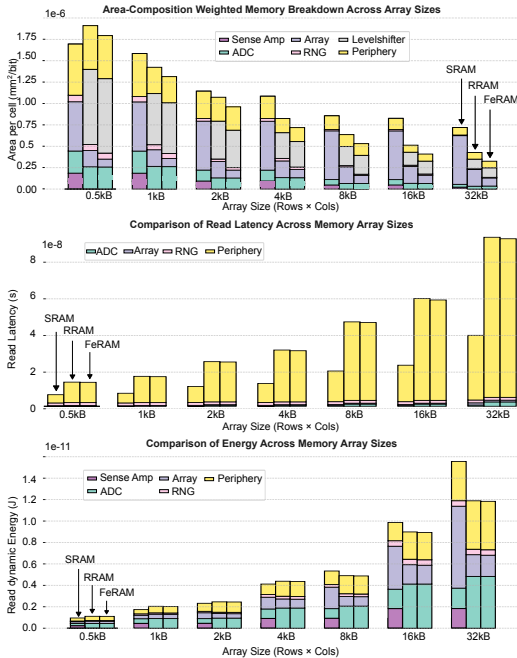 Area-Composition Weighted Memory Breakdown Across Array Sizes
1e-6
Sense Amp Array Levelshifter
ADC RNG Periphery
SRAM
RRAM
FeRAM
Area per cell (mm²/bit)
1.75
1.50
1.25
1.00
0.75
0.5
0.25
0.00
0.5kB 1kB 2kB 4kB 8kB 16kB 32kB
Array Size (Rows × Cols)
Comparison of Read Latency Across Memory Array Sizes
1e-8
ADC Array RNG Periphery
SRAM
RRAM
FeRAM
Read Latency (s)
8
6
4
2
0
0.5kB 1kB 2kB 4kB 8kB 16kB 32kB
Array Size (Rows × Cols)
Comparison of Energy Across Memory Array Sizes
1e-11
Sense Amp Array Periphery
ADC RNG
SRAM
RRAM
FeRAM
Read dynamic Energy (J)
1.4
1.2
1.0
0.8
0.6
0.4
0.2
0.0
0.5kB 1kB 2kB 4kB 8kB 16kB 32kB
Array Size (Rows × Cols)